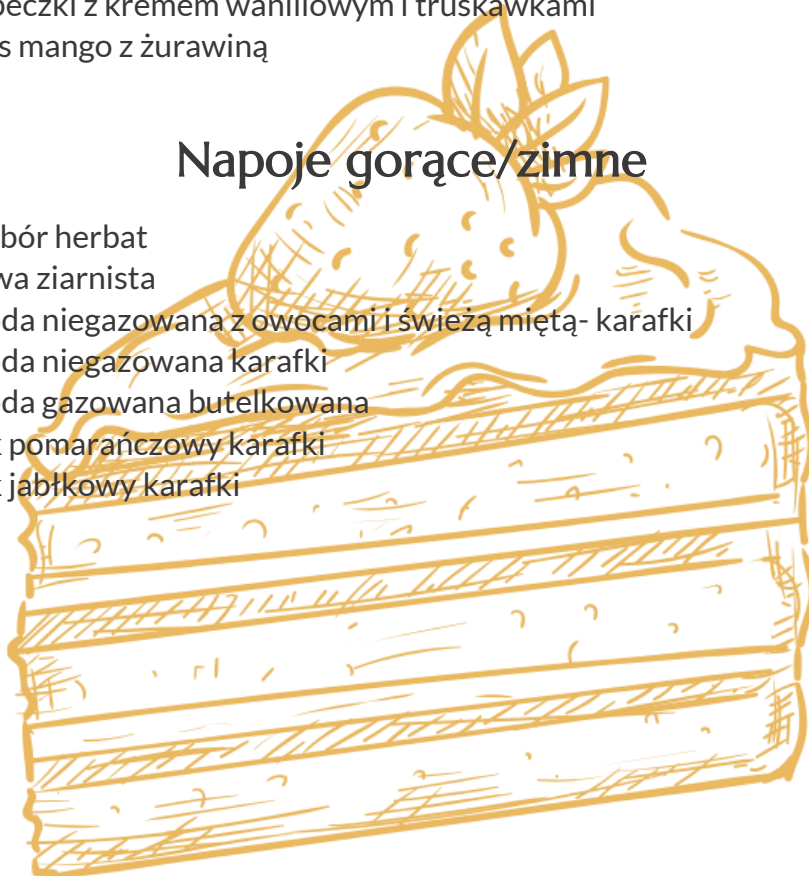 beczki z kremem waniliowym i truskawkami
s mango z żurawiną
Napoje gorące/zimne
bór herbat
wa ziarnista
da niegazowana z owocami i świeżą miętą- karafki
da niegazowana karafki
da gazowana butelkowana
pomarańczowy karafki
jabłkowy karafki